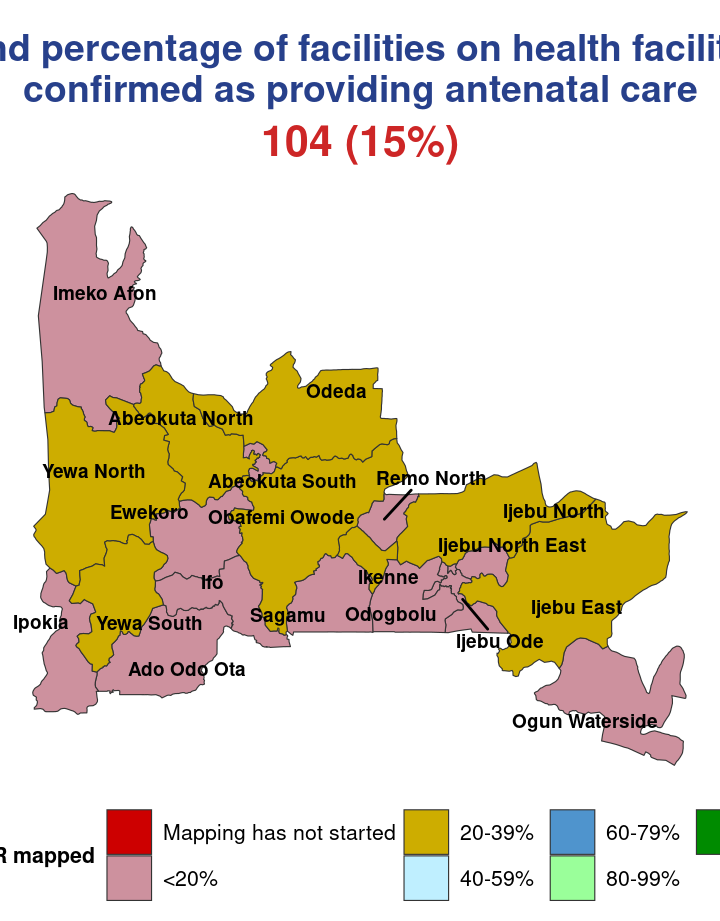 percentage of facilities on health
confirmed as providing antenatal care
104 (15%)
Imeko Afon
Odeda
Abeokuta North
Yewa North
Abeokuta South
Remo North
Ewekoro
Obafemi Owode
Ijebu North
Ijebu North East
Ikenne
Ifo
Ijebu East
Sagamu
Odogbolu
Ipokia
Yewa South
Ijebu Ode
Ado Odo Ota
Ogun Waterside
mapped
Mapping has not started
20-39%
60-79%
<20%
40-59%
80-99%